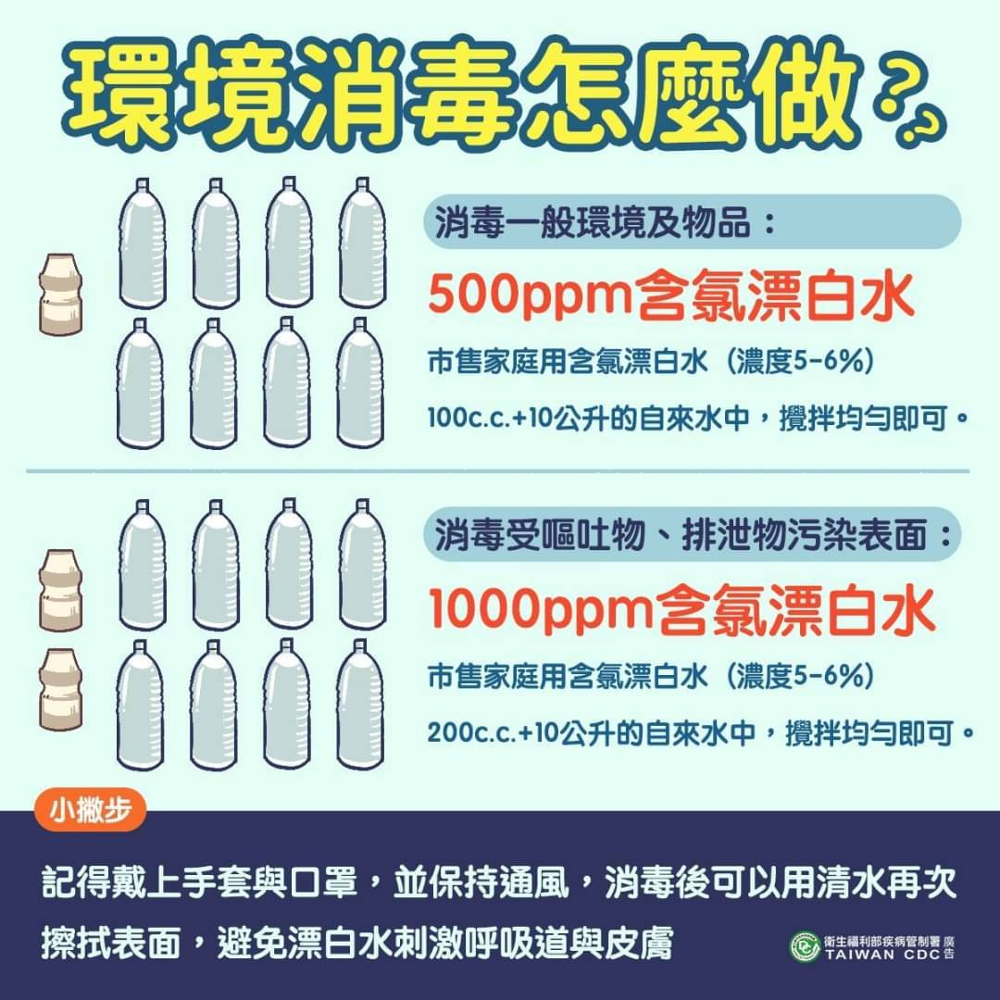 環境消毒怎麼做??
消毒一般環境及物品：
500ppm含氯漂白水
市售家庭用含氯漂白水（濃度5-6%）
100c.c.+10公升的自來水中，攪拌均勻即可。
消毒受嘔吐物、排泄物污染表面：
1000ppm含氯漂白水
市售家庭用含氯漂白水（濃度5-6%）
200c.c.+10公升的自來水中，攪拌均勻即可。
小撇步
記得戴上手套與口罩，並保持通風，消毒後可以用清水再次
擦拭表面，避免漂白水刺激呼吸道與皮膚
CDC
衛生福利部疾病管制署 廣告
TAIWAN CDC